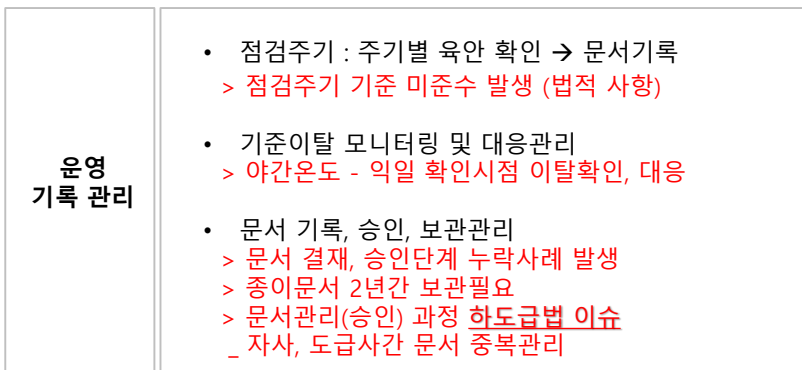 운영
기록 관리
• 점검주기 : 주기별 육안 확인 → 문서기록
> 점검주기 기준 미준수 발생 (법적 사항)
• 기준이탈 모니터링 및 대응관리
> 야간온도 - 익일 확인시점 이탈확인, 대응
• 문서 기록, 승인, 보관관리
> 문서 결재, 승인단계 누락사례 발생
> 종이문서 2년간 보관필요
> 문서관리(승인) 과정 하도급법 이슈
_ 자사, 도급사간 문서 중복관리